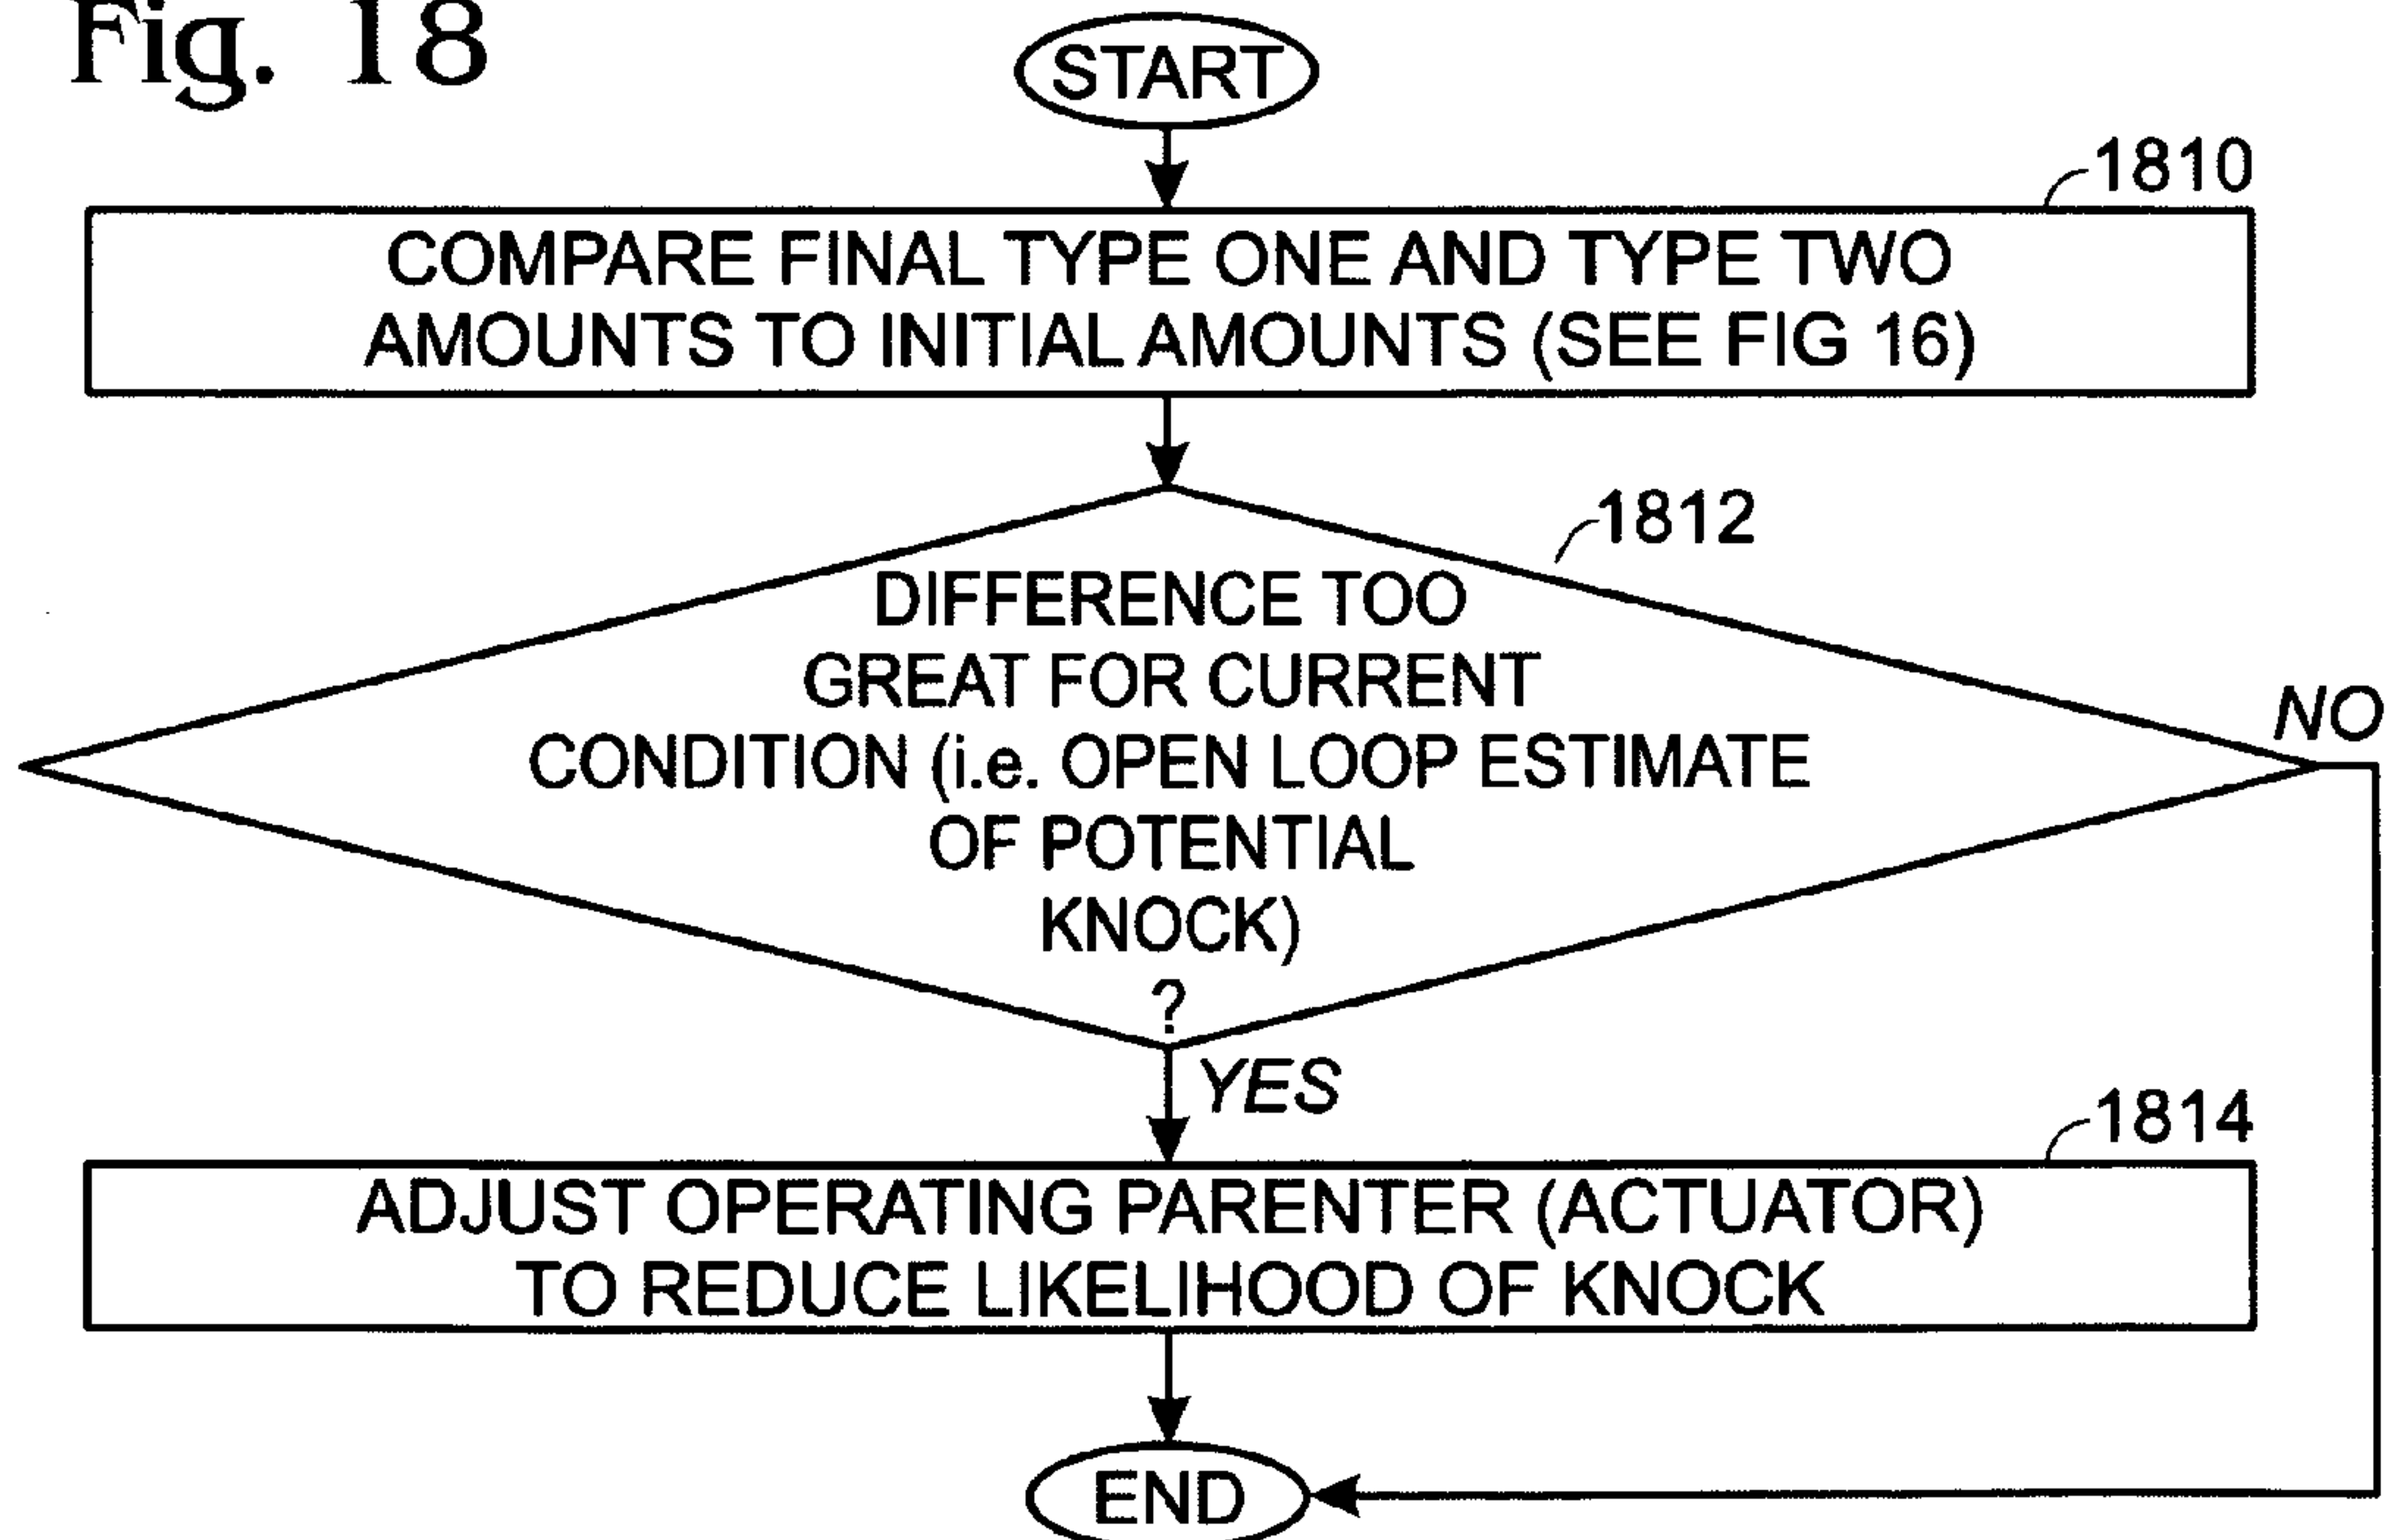 Fig. 18
START
1810
COMPARE FINAL TYPE ONE AND TYPE TWO
AMOUNTS TO INITIAL AMOUNTS (SEE FIG 16)
1812
DIFFERENCE TOO
GREAT FOR CURRENT
CONDITION (i.e. OPEN LOOP ESTIMATE
OF POTENTIAL
KNOCK)
?
NO
YES
1814
ADJUST OPERATING PARENTER (ACTUATOR)
TO REDUCE LIKELIHOOD OF KNOCK
END